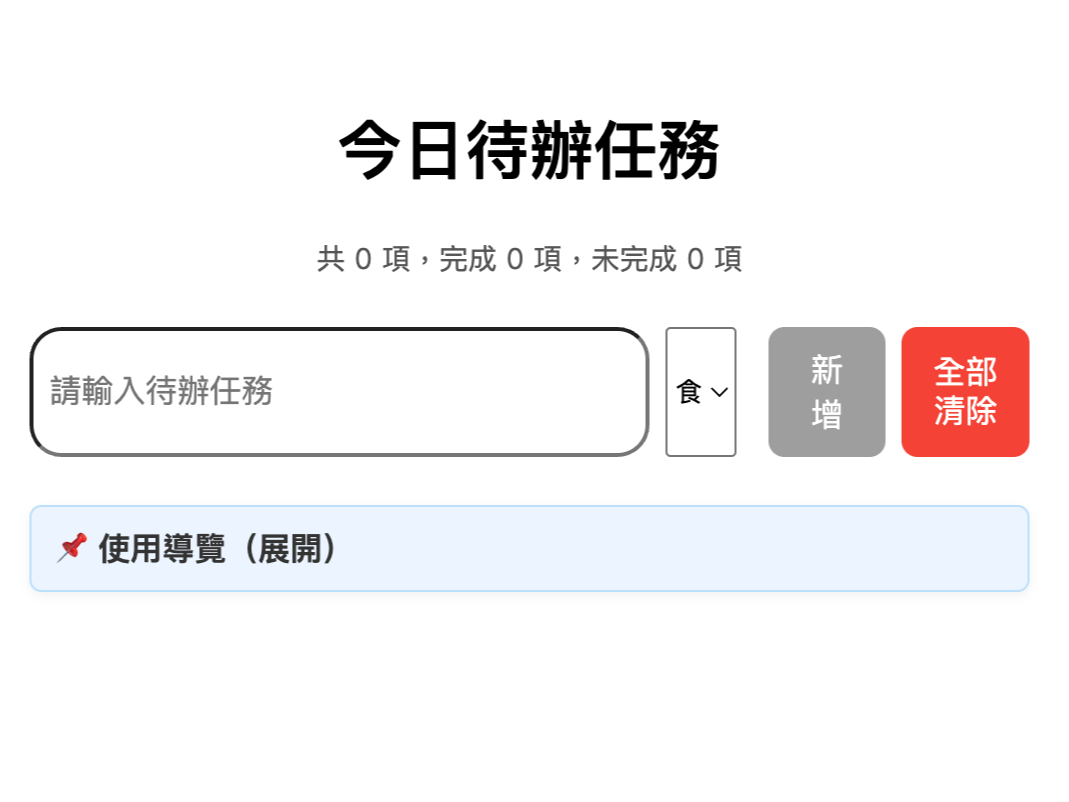 今日待辦任務
共 0 項，完成 0 項，未完成 0 項
請輸入待辦任務
食
新
增
全部
清除
📌 使用導覽（展開）